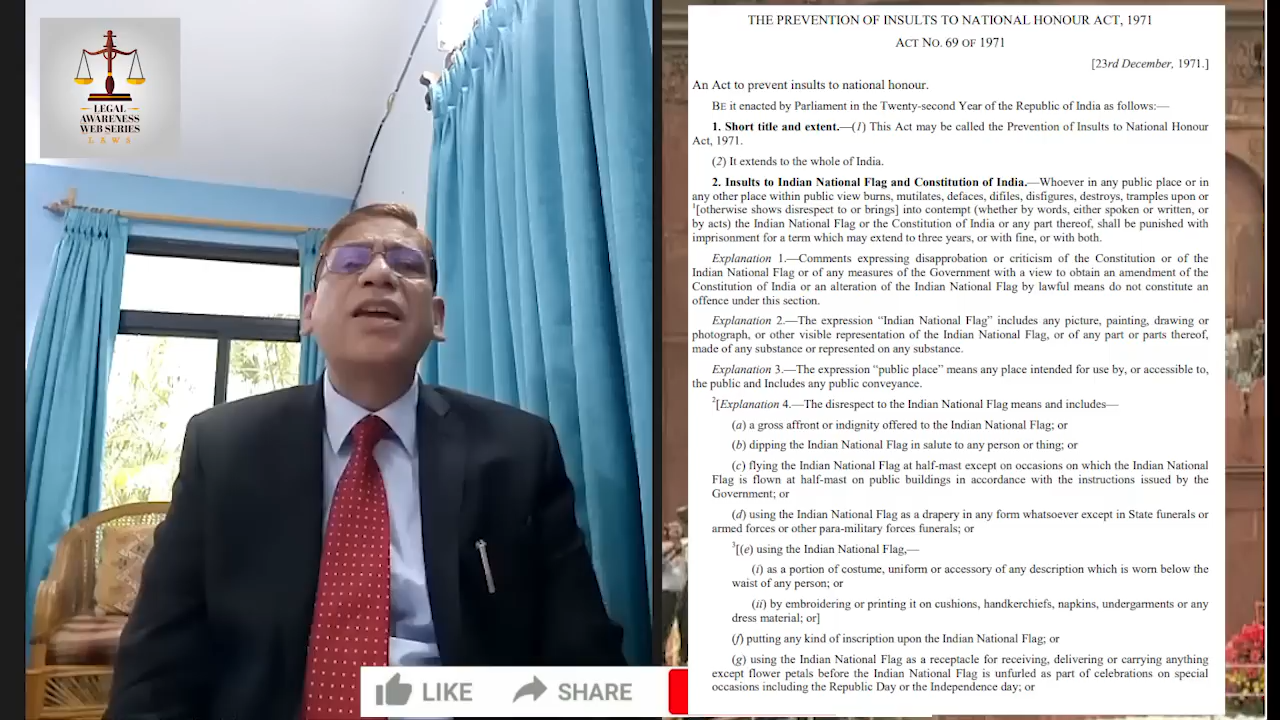 LEGAL
AWARENESS
WEB SERIES
LAWS
THE PREVENTION OF INSULTS TO NATIONAL HONOUR ACT, 1971
ACT NO. 69 OF 1971
[23rd December, 1971.]
An Act to prevent insults to national honour.
BE it enacted by Parliament in the Twenty-second Year of the Republic of India as follows:—
1. Short title and extent.—(1) This Act may be called the Prevention of Insults to National Honour
Act, 1971.
(2) It extends to the whole of India.
2. Insults to Indian National Flag and Constitution of India.—Whoever in any public place or in
any other place within public view burns, mutilates, defaces, difiles, disfigures, destroys, tramples upon or
1[otherwise shows disrespect to or brings] into contempt (whether by words, either spoken or written, or
by acts) the Indian National Flag or the Constitution of India or any part thereof, shall be punished with
imprisonment for a term which may extend to three years, or with fine, or with both.
Explanation 1.—Comments expressing disapprobation or criticism of the Constitution or of the
Indian National Flag or of any measures of the Government with a view to obtain an amendment of the
Constitution of India or an alteration of the Indian National Flag by lawful means do not constitute an
offence under this section.
Explanation 2.—The expression “Indian National Flag” includes any picture, painting, drawing or
photograph, or other visible representation of the Indian National Flag, or of any part or parts thereof,
made of any substance or represented on any substance.
Explanation 3.—The expression “public place” means any place intended for use by, or accessible to,
the public and Includes any public conveyance.
2[Explanation 4.—The disrespect to the Indian National Flag means and includes—
(a) a gross affront or indignity offered to the Indian National Flag; or
(b) dipping the Indian National Flag in salute to any person or thing; or
(c) flying the Indian National Flag at half-mast except on occasions on which the Indian National
Flag is flown at half-mast on public buildings in accordance with the instructions issued by the
Government; or
(d) using the Indian National Flag as a drapery in any form whatsoever except in State funerals or
armed forces or other para-military forces funerals; or
3[(e) using the Indian National Flag,—
(i) as a portion of costume, uniform or accessory of any description which is worn below the
waist of any person; or
(ii) by embroidering or printing it on cushions, handkerchiefs, napkins, undergarments or any
dress material; or]
(f) putting any kind of inscription upon the Indian National Flag; or
(g) using the Indian National Flag as a receptacle for receiving, delivering or carrying anything
except flower petals before the Indian National Flag is unfurled as part of celebrations on special
occasions including the Republic Day or the Independence day; or
LIKE
SHARE